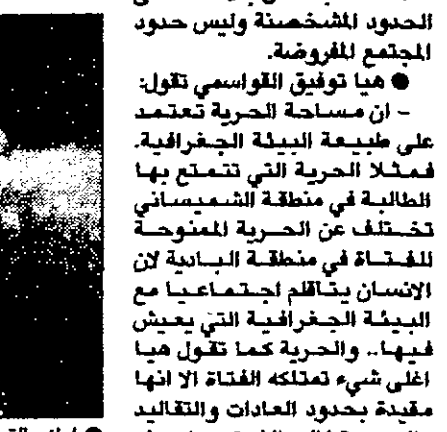 الحدود المشخصنة وليس حدود
المجتمع المفروضة.
● هيا توفيق القواسمي تقول:
- ان مساحة الحرية تعتمد
على طبيعة البيئة الجغرافية.
فمثلا الحرية التي تتمتع بها
الطالبة في منطقة الشميساني
تختلف عن الحرية الممنوحة
للفتاة في منطقة البادية لان
الانسان يتاقلم اجتماعيا مع
البيئة الجغرافية التي يعيش
فيها.. والحرية كما تقول هيا
اغلى شيء تمتلكه الفتاة الا انها
مقيدة بحدود العادات والتقاليد